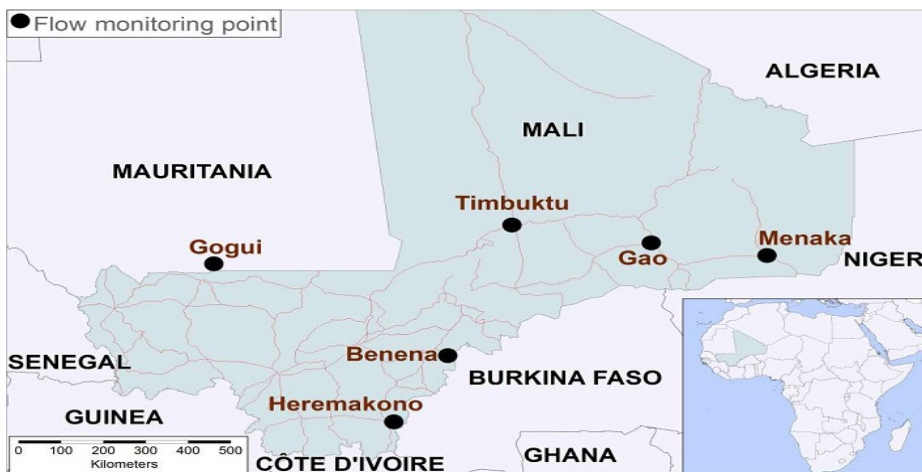 Flow monitoring point
ALGERIA
MALI
MAURITANIA
Timbuktu
Gogui
Gao
Menaka
NIGER
Benena
SENEGAL
BURKINA FASO
Heremakono
GUINEA
0 100 200 300 400 500
Kilometers
CÔTE D'IVOIRE
GHANA